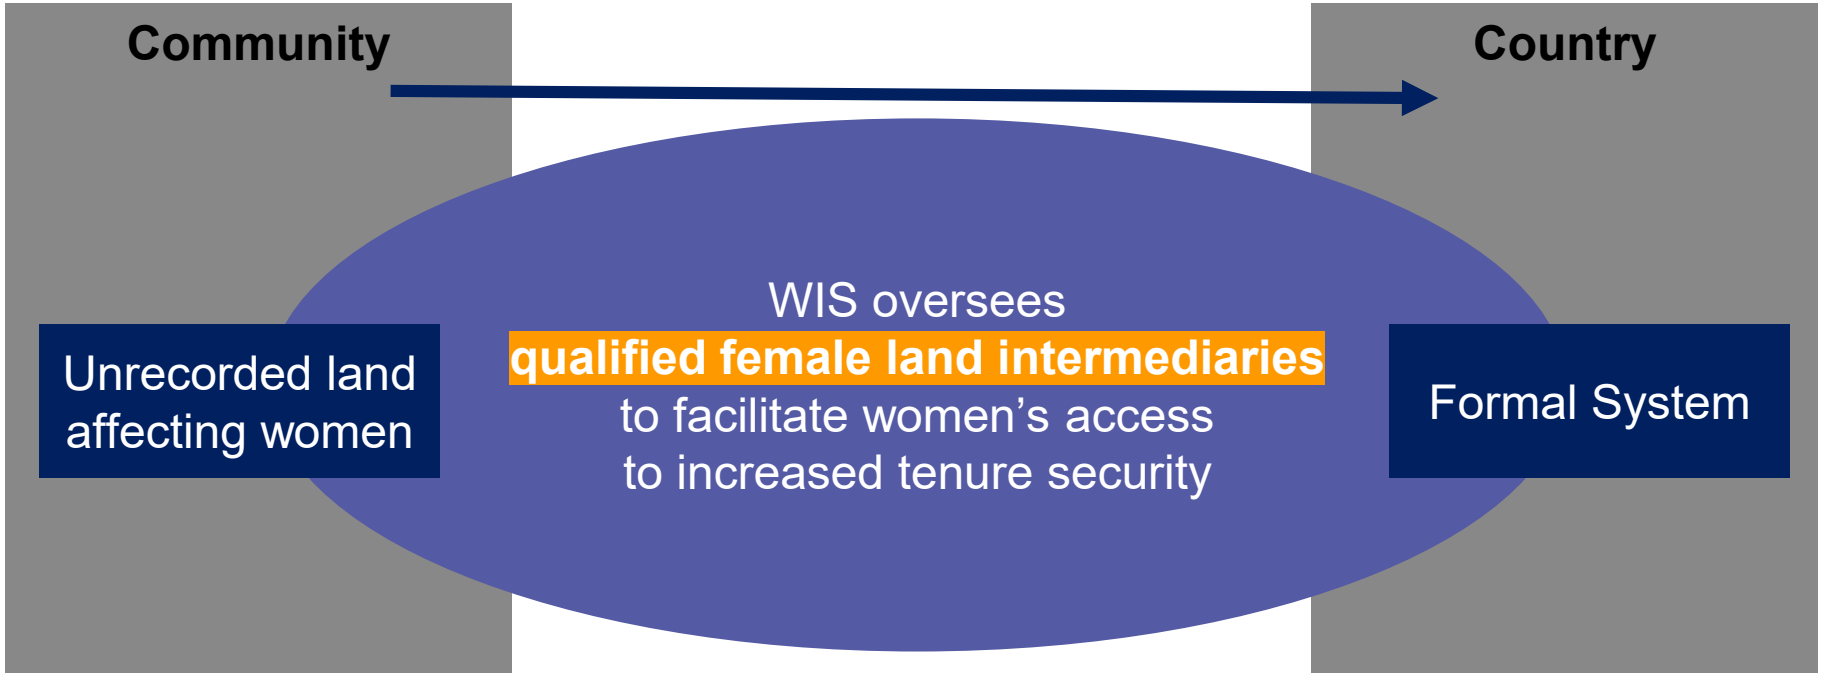 Community
Country
Unrecorded land
affecting women
WIS oversees
qualified female land intermediaries
to facilitate women’s access
to increased tenure security
Formal System